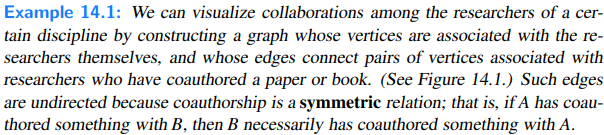 Example 14.1: We can visualize collaborations among the researchers of a cer-
tain discipline by constructing a graph whose vertices are associated with the re-
searchers themselves, and whose edges connect pairs of vertices associated with
researchers who have coauthored a paper or book. (See Figure 14.1.) Such edges
are undirected because coauthorship is a symmetric relation; that is, if A has coau-
thored something with B, then B necessarily has coauthored something with A.